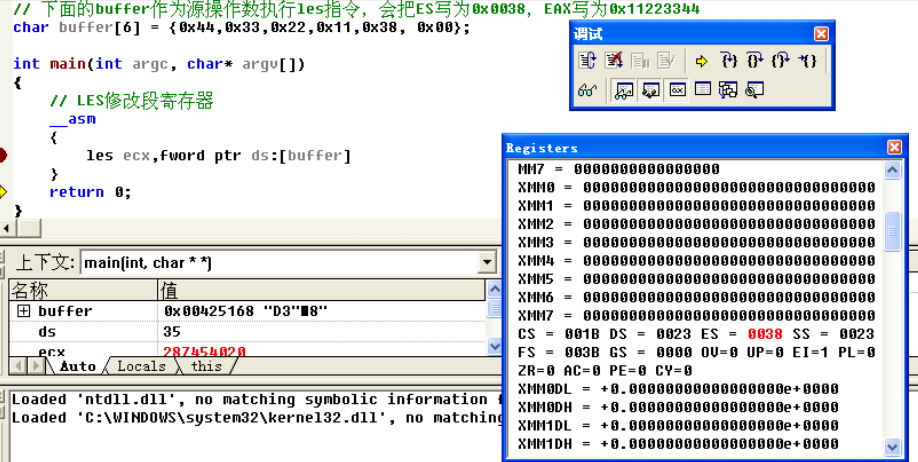 // 下面的buffer作为源操作数执行les指令，会把ES写为0x0038，EAX写为0x11223344
char buffer[6] = {0x44,0x33,0x22,0x11,0x38, 0x00};
int main(int argc, char* argv[])
{
// LES修改段寄存器
__asm
{
les ecx,fword ptr ds:[buffer]
}
return 0;
}
调试
Registers
MM7 = 0000000000000000
XMM0 = 00000000000000000000000000000000
XMM1 = 00000000000000000000000000000000
XMM2 = 00000000000000000000000000000000
XMM3 = 00000000000000000000000000000000
XMM4 = 00000000000000000000000000000000
XMM5 = 00000000000000000000000000000000
XMM6 = 00000000000000000000000000000000
XMM7 = 00000000000000000000000000000000
CS = 001B DS = 0023 ES = 0038 SS = 0023
FS = 003B GS = 0000 OV=0 UP=0 EI=1 PL=0
ZR=0 AC=0 PE=0 CY=0
XMM0DL = +0.00000000000000000e+0000
XMM0DH = +0.00000000000000000e+0000
XMM1DL = +0.00000000000000000e+0000
XMM1DH = +0.00000000000000000e+0000
上下文: main(int, char * *)
名称 值
buffer 0x00425168 "D3"■8"
ds 35
ecx 287454020
Auto Locals this
Loaded 'ntdll.dll', no matching symbolic information f
Loaded 'C:\WINDOWS\system32\kernel32.dll', no matching